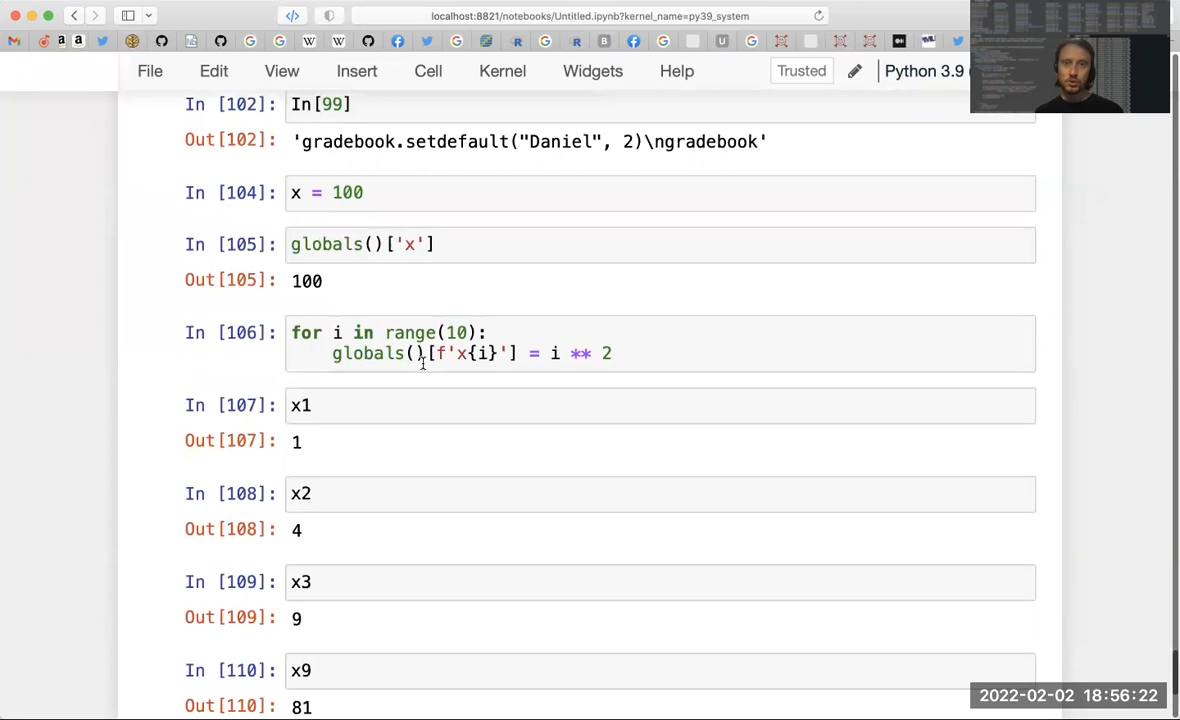 localhost:8821/notebooks/Untitled.ipynb?kernel_name=py39_system
File Edit View Insert Cell Kernel Widgets Help Trusted Python 3.9
In [102]: In[99]
Out[102]: 'gradebook.setdefault("Daniel", 2)\ngradebook'
In [104]: x = 100
In [105]: globals()['x']
Out[105]: 100
In [106]: for i in range(10):
globals()[f'x{i}'] = i ** 2
In [107]: x1
Out[107]: 1
In [108]: x2
Out[108]: 4
In [109]: x3
Out[109]: 9
In [110]: x9
Out[110]: 81
2022-02-02 18:56:22